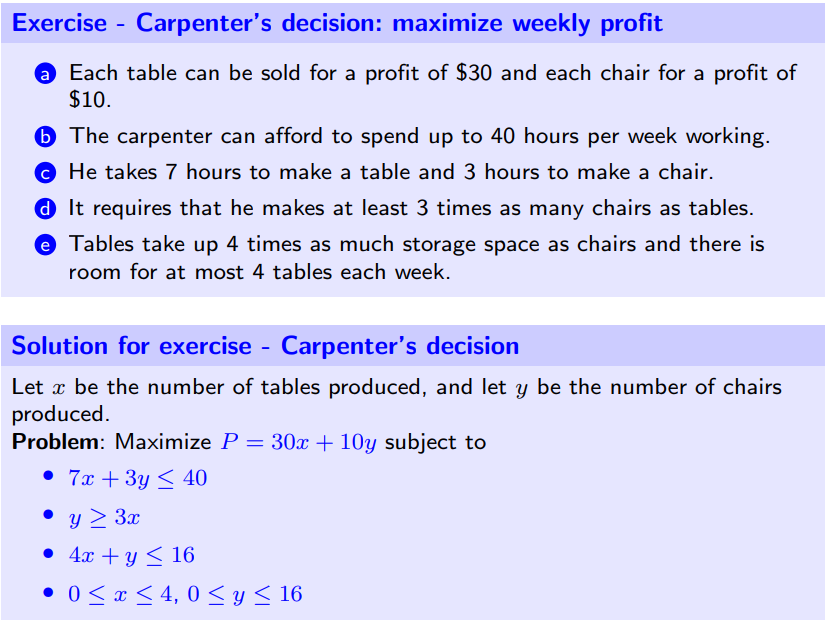 Exercise - Carpenter's decision: maximize weekly profit
a Each table can be sold for a profit of $30 and each chair for a profit of
$10.
b The carpenter can afford to spend up to 40 hours per week working.
c He takes 7 hours to make a table and 3 hours to make a chair.
d It requires that he makes at least 3 times as many chairs as tables.
e Tables take up 4 times as much storage space as chairs and there is
room for at most 4 tables each week.
Solution for exercise - Carpenter's decision
Let x be the number of tables produced, and let y be the number of chairs
produced.
Problem: Maximize P = 30x + 10y subject to
• 7x + 3y ≤ 40
• y ≥ 3x
• 4x + y ≤ 16
• 0 ≤ x ≤ 4, 0 ≤ y ≤ 16